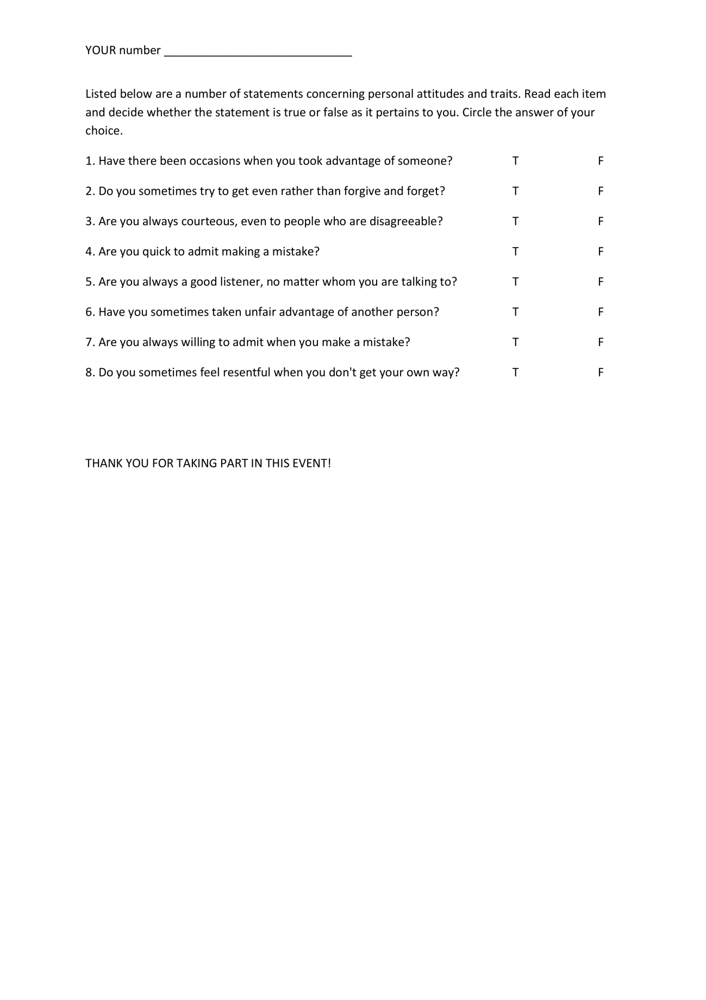 YOUR number _____________________________
Listed below are a number of statements concerning personal attitudes and traits. Read each item
and decide whether the statement is true or false as it pertains to you. Circle the answer of your
choice.
1. Have there been occasions when you took advantage of someone? T F
2. Do you sometimes try to get even rather than forgive and forget? T F
3. Are you always courteous, even to people who are disagreeable? T F
4. Are you quick to admit making a mistake? T F
5. Are you always a good listener, no matter whom you are talking to? T F
6. Have you sometimes taken unfair advantage of another person? T F
7. Are you always willing to admit when you make a mistake? T F
8. Do you sometimes feel resentful when you don't get your own way? T F
THANK YOU FOR TAKING PART IN THIS EVENT!